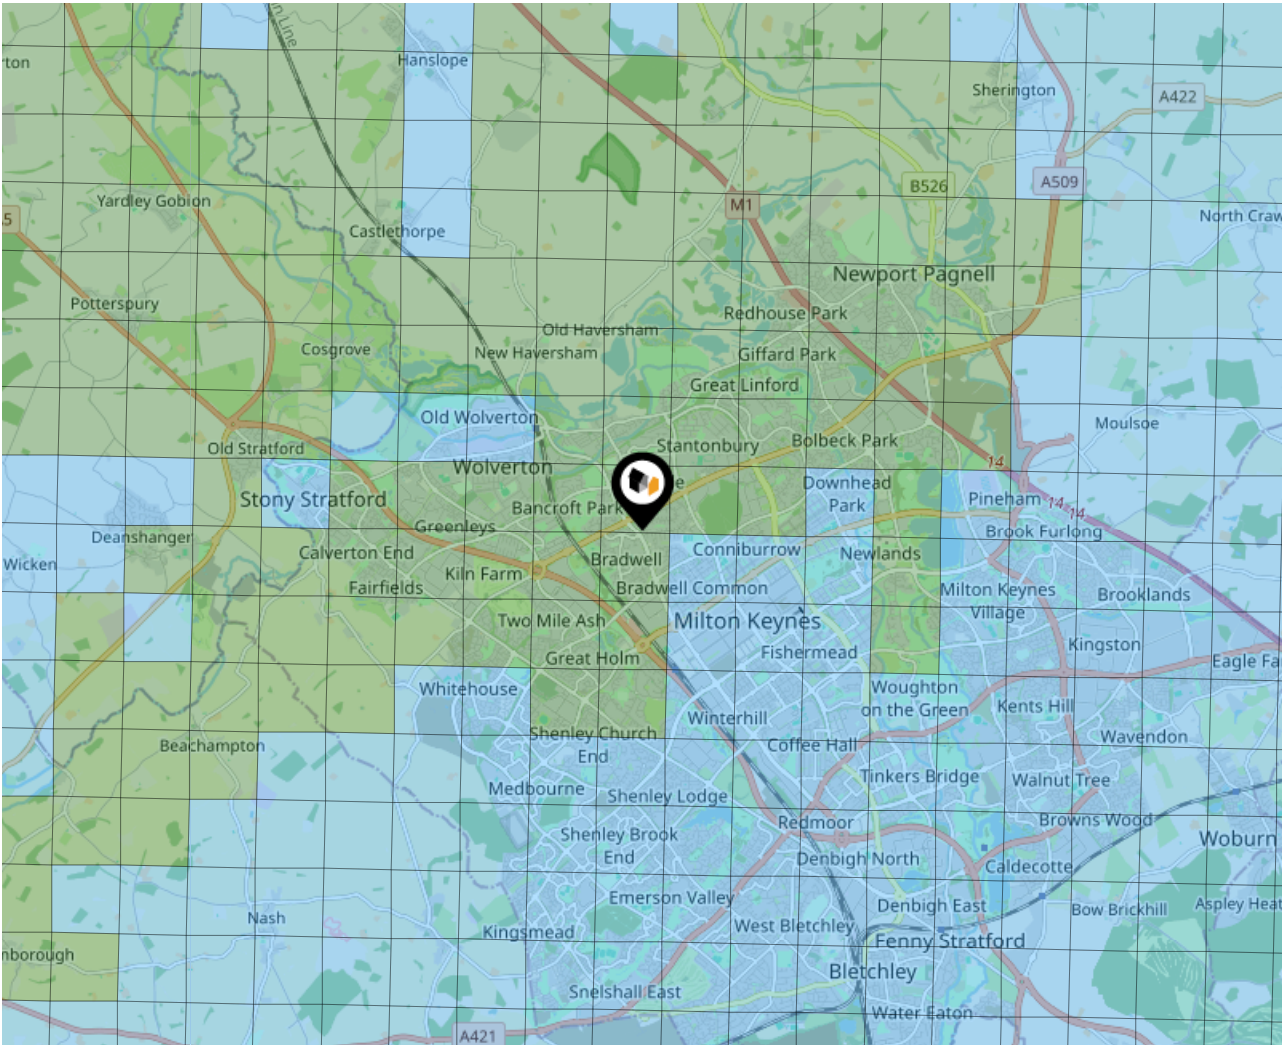 n Line
rton
Hanslope
Sherington
A422
Yardley Gobion
M1
B526
A509
5
Castlethorpe
North Craw
Newport Pagnell
Potterspury
Redhouse Park
Old Haversham
Cosgrove
New Haversham
Giffard Park
Great Linford
Old Wolverton
Moulsoe
Old Stratford
Stantonbury
Bolbeck Park
Wolverton
14
Stony Stratford
e
Downhead
Park
Pineham
14
14
Bancroft Park
Greenleys
Deanshanger
Brook Furlong
Calverton End
Bradwell
Conniburrow
Newlands
Wicken
Kiln Farm
Fairfields
Bradwell Common
Milton Keynes
Village
Brooklands
Two Mile Ash
Milton Keynes
Kingston
Great Holm
Fishermead
Eagle Fa
Whitehouse
Woughton
on the Green
Kents Hill
Winterhill
Shenley Church
End
Beachampton
Coffee Hall
Wavendon
Tinkers Bridge
Walnut Tree
Medbourne
Shenley Lodge
Redmoor
Browns Wood
Shenley Brook
End
Woburn
Denbigh North
Caldecotte
Emerson Valley
Denbigh East
Bow Brickhill
Aspley Heat
Nash
West Bletchley
Kingsmead
Fenny Stratford
nborough
Bletchley
Snelshall East
Water Eaton
A421